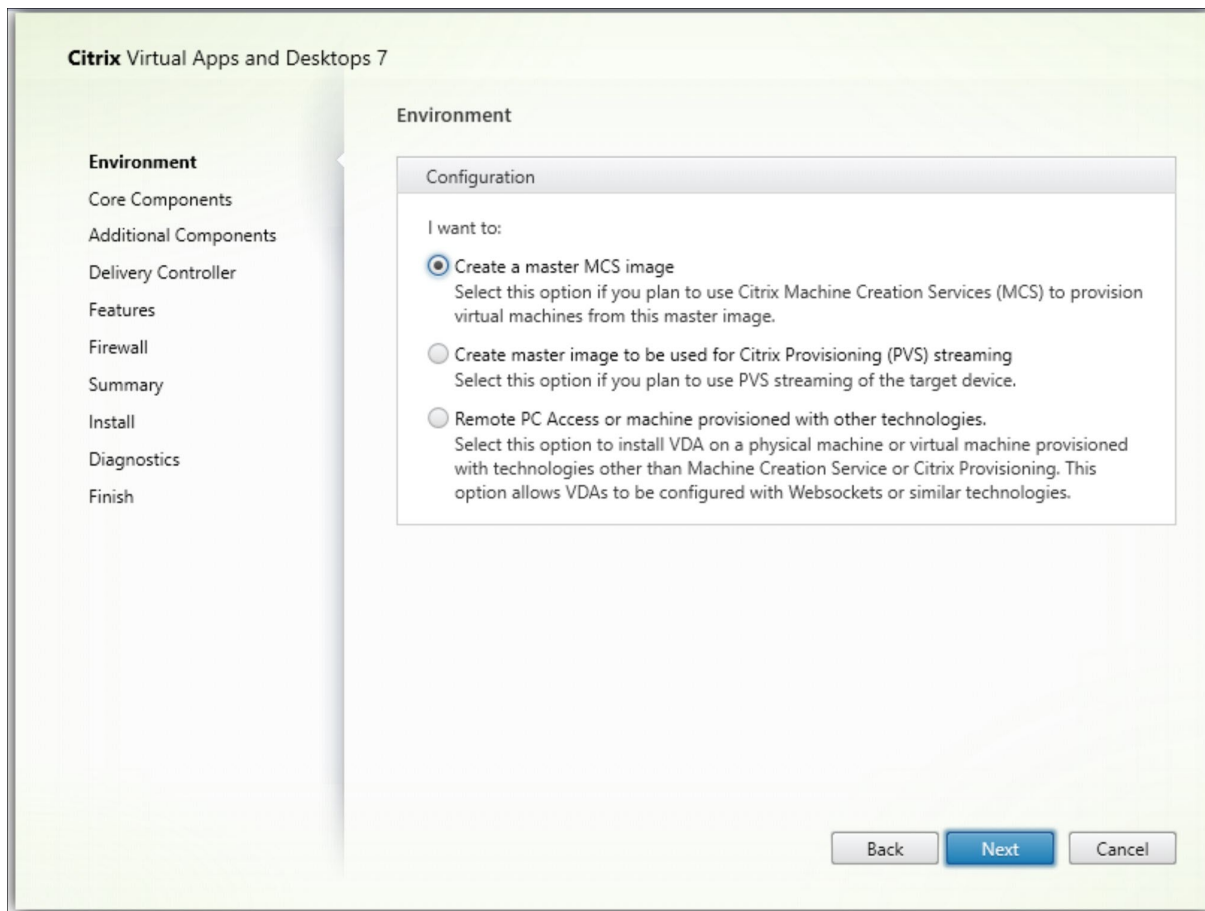 Citrix Virtual Apps and Desktops 7
Environment
Core Components
Additional Components
Delivery Controller
Features
Firewall
Summary
Install
Diagnostics
Finish
Environment
Configuration
I want to:
Create a master MCS image
Select this option if you plan to use Citrix Machine Creation Services (MCS) to provision
virtual machines from this master image.
Create master image to be used for Citrix Provisioning (PVS) streaming
Select this option if you plan to use PVS streaming of the target device.
Remote PC Access or machine provisioned with other technologies.
Select this option to install VDA on a physical machine or virtual machine provisioned
with technologies other than Machine Creation Service or Citrix Provisioning. This
option allows VDAs to be configured with Websockets or similar technologies.
Back
Next
Cancel